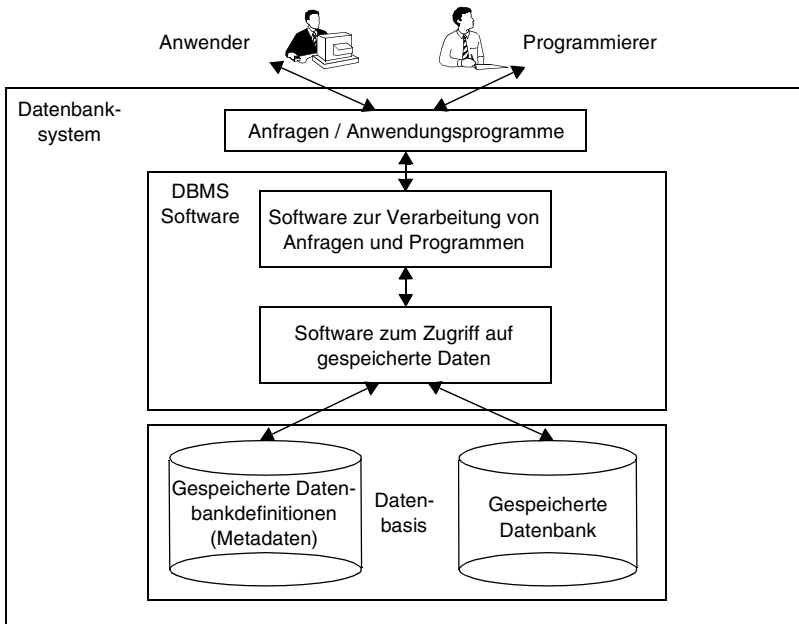 Anwender
Programmierer
Datenbank-
system
Anfragen / Anwendungsprogramme
DBMS
Software
Software zur Verarbeitung von
Anfragen und Programmen
Software zum Zugriff auf
gespeicherte Daten
Gespeicherte Daten-
bankdefinitionen
(Metadaten)
Daten-
basis
Gespeicherte
Datenbank